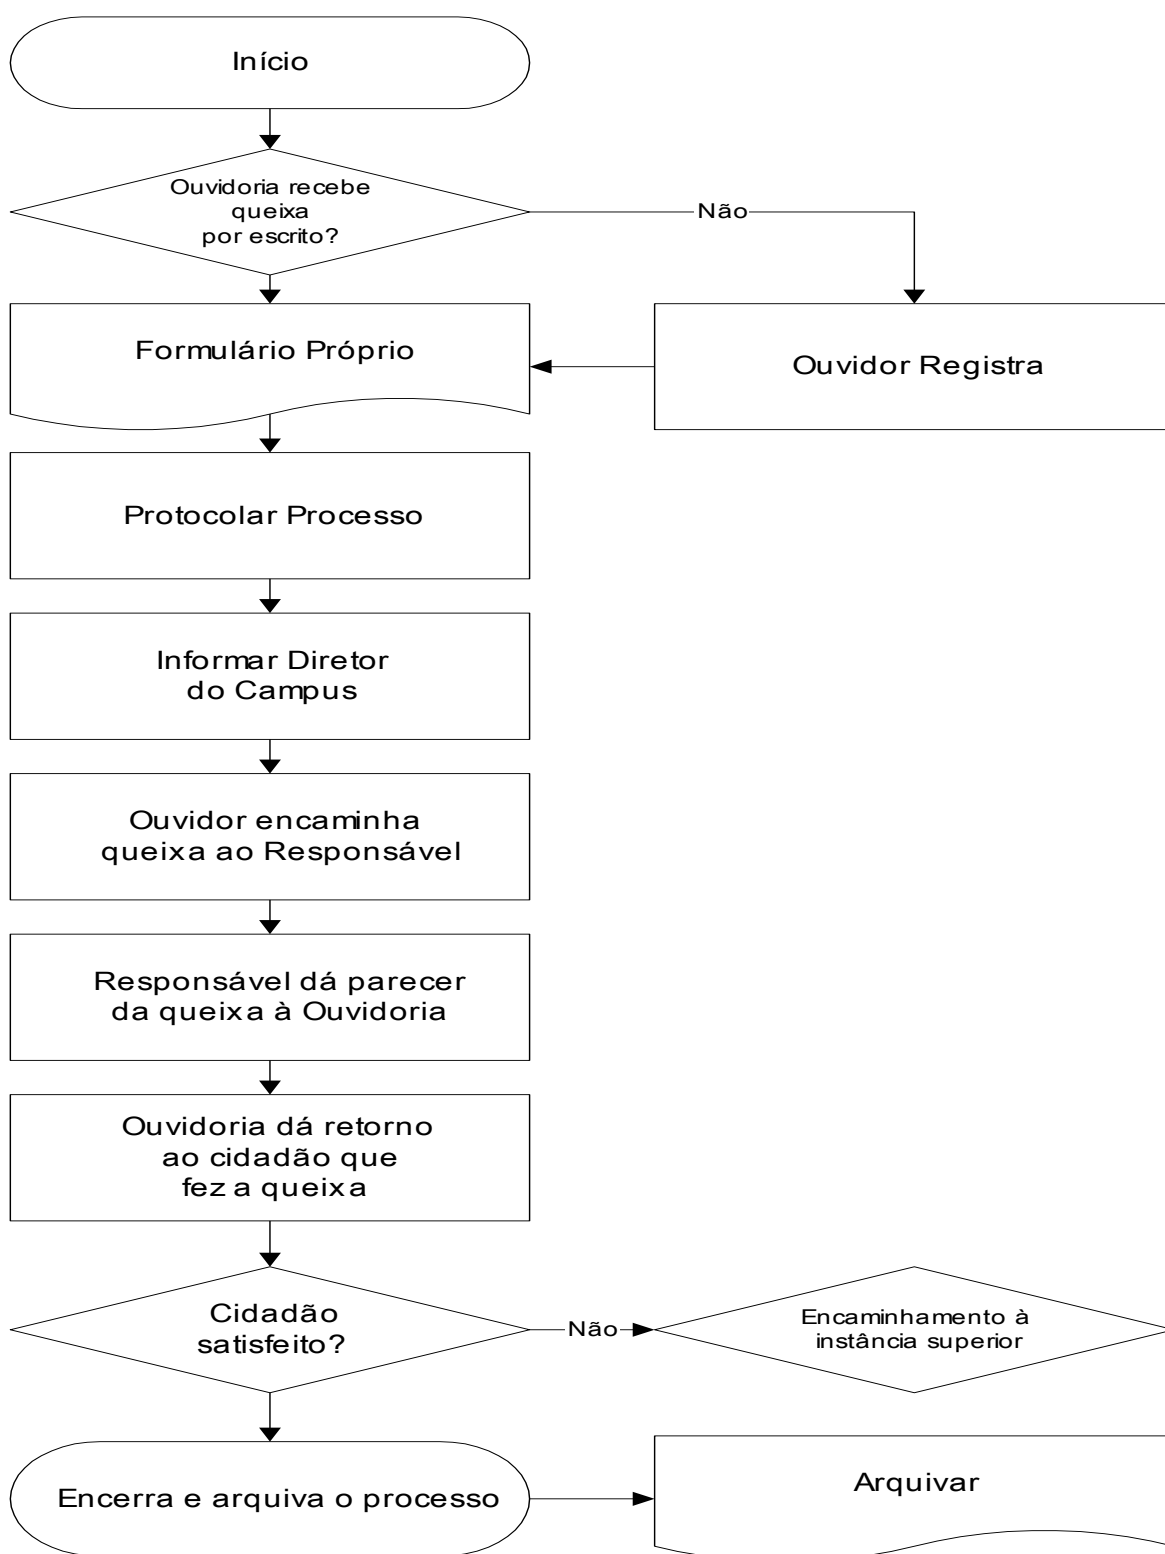 Início
Ouvidoria recebe
queixa
por escrito?
Não
Formulário Próprio
Ouvidor Registra
Protocolar Processo
Informar Diretor
do Campus
Ouvidor encaminha
queixa ao Responsável
Responsável dá parecer
da queixa à Ouvidoria
Ouvidoria dá retorno
ao cidadão que
fez a queixa
Cidadão
satisfeito?
Não
Encaminhamento à
instância superior
Encerra e arquiva o processo
Arquivar